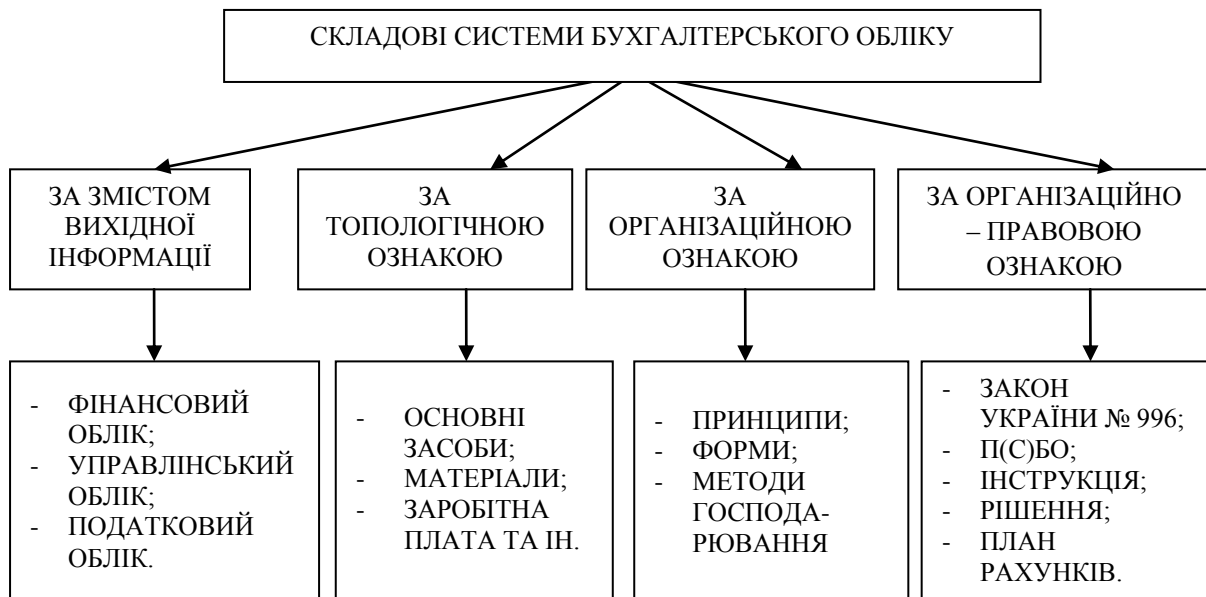 СКЛАДОВІ СИСТЕМИ БУХГАЛТЕРСЬКОГО ОБЛІКУ
ЗА ЗМІСТОМ
ВИХІДНОЇ
ІНФОРМАЦІЇ
ЗА
ТОПОЛОГІЧНОЮ
ОЗНАКОЮ
ЗА
ОРГАНІЗАЦІЙНОЮ
ОЗНАКОЮ
ЗА ОРГАНІЗАЦІЙНО
– ПРАВОВОЮ
ОЗНАКОЮ
- ФІНАНСОВИЙ
ОБЛІК;
- УПРАВЛІНСЬКИЙ
ОБЛІК;
- ПОДАТКОВИЙ
ОБЛІК.
- ОСНОВНІ
ЗАСОБИ;
- МАТЕРІАЛИ;
- ЗАРОБІТНА
ПЛАТА ТА ІН.
- ПРИНЦИПИ;
- ФОРМИ;
- МЕТОДИ
ГОСПОДА-
РЮВАННЯ
- ЗАКОН
УКРАЇНИ № 996;
- П(С)БО;
- ІНСТРУКЦІЯ;
- РІШЕННЯ;
- ПЛАН
РАХУНКІВ.